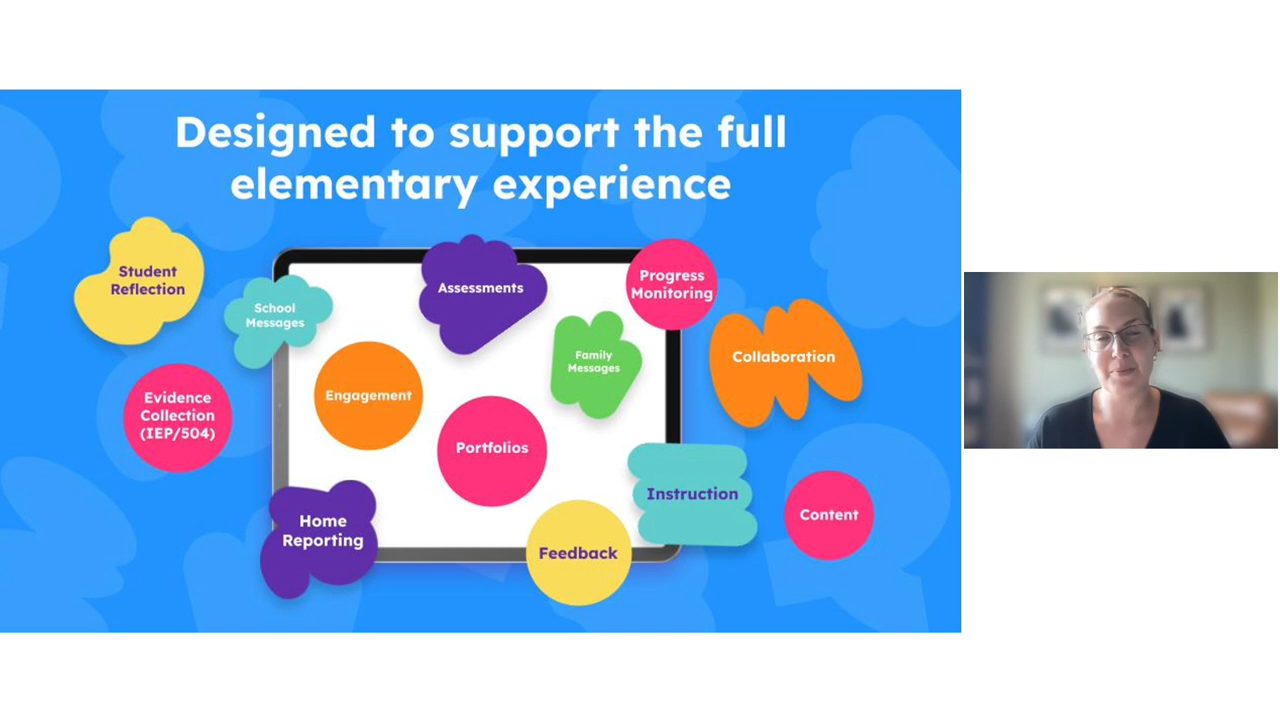 Designed to support the full
elementary experience
Student
Reflection
School
Messages
Assessments
Progress
Monitoring
Evidence
Collection
(IEP/504)
Engagement
Family
Messages
Collaboration
Portfolios
Home
Reporting
Feedback
Instruction
Content